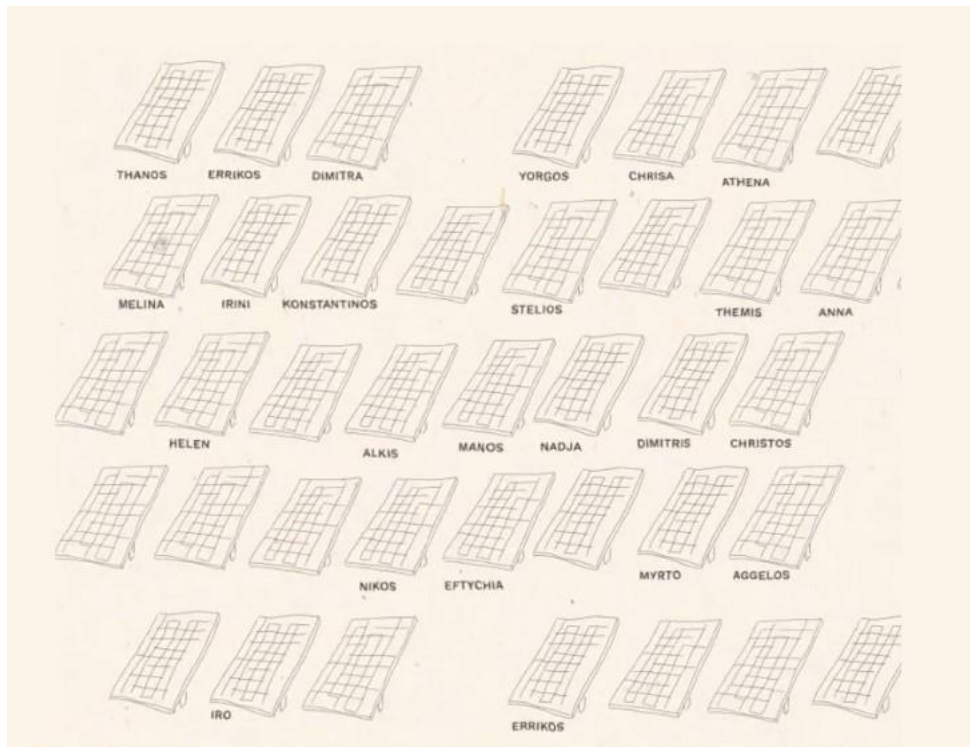 THANOS ERRIKOS DIMITRA YORGOS CHRISA ATHENA
MELINA IRINI KONSTANTINOS STELIOS THEMIS ANNA
HELEN ALKIS MANOS NADJA DIMITRIS CHRISTOS
NIKOS EFTYCHIA MYRTO AGGELOS
IRO ERRIKOS